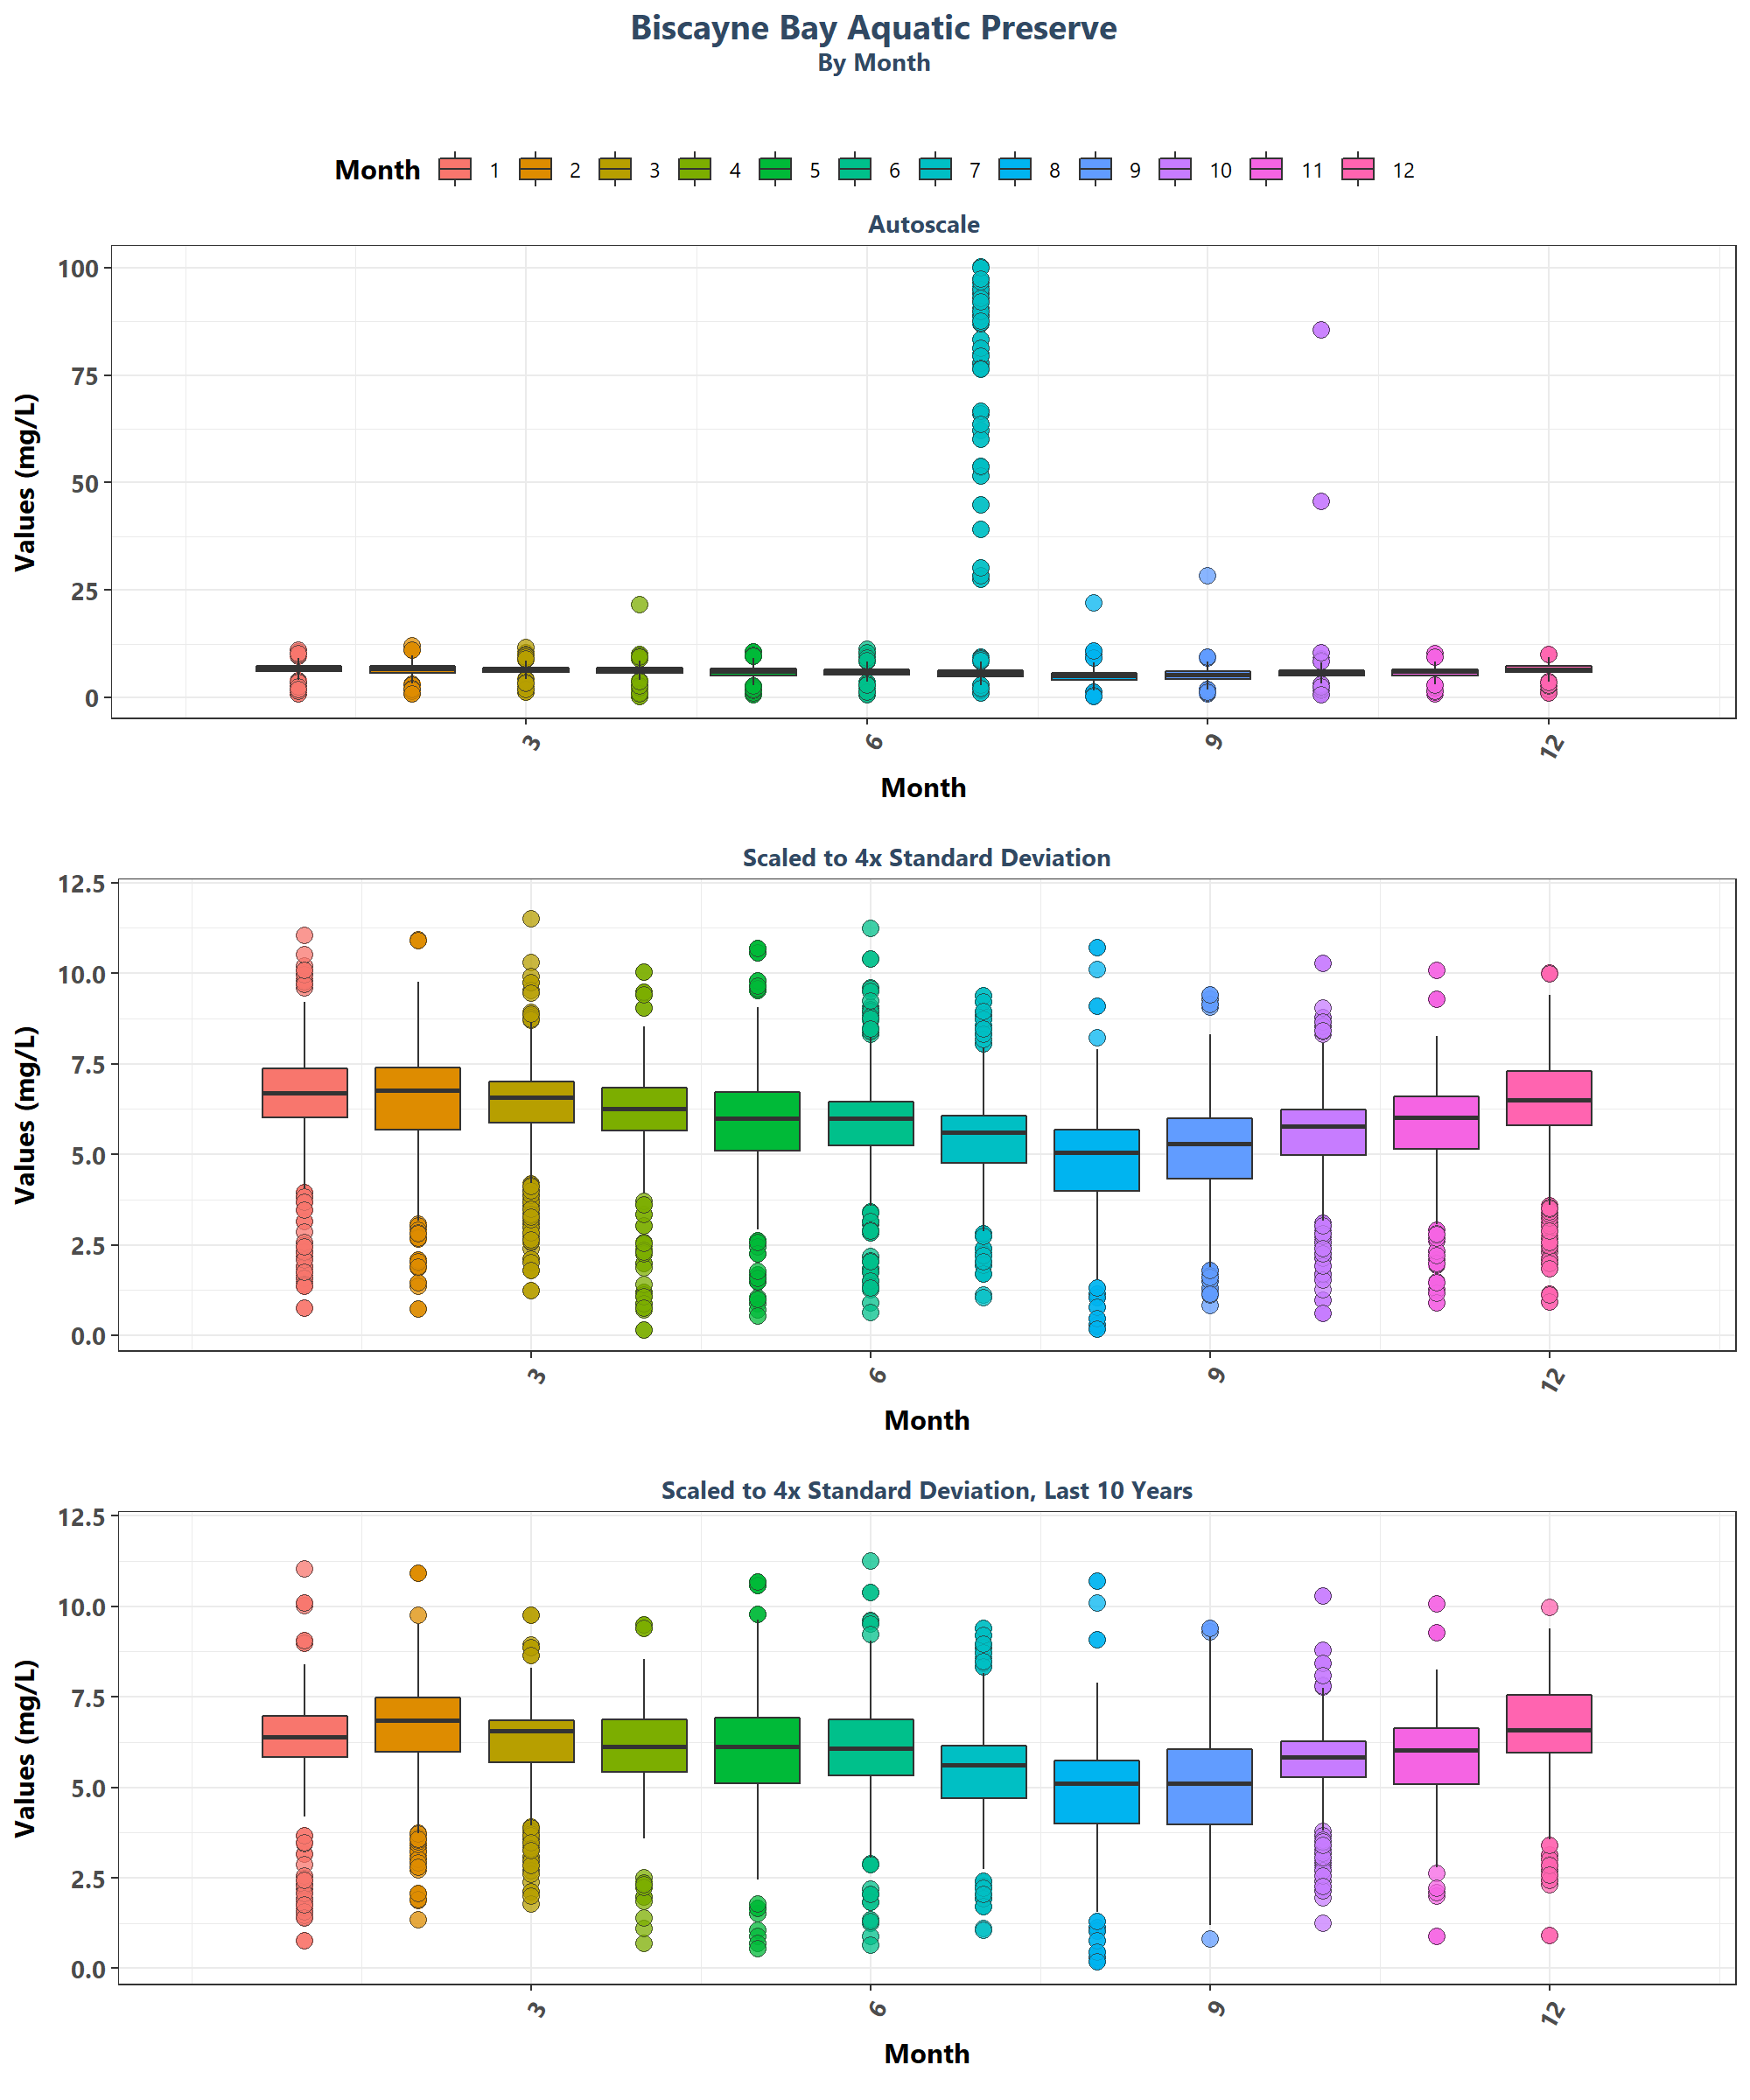 Biscayne Bay Aquatic Preserve
By Month
Month 1 2 3 4 5 6 7 8 9 10 11 12
Autoscale
Values (mg/L)
100
75
50
25
0
3 6 9 12
Month
Scaled to 4x Standard Deviation
Values (mg/L)
12.5
10.0
7.5
5.0
2.5
0.0
3 6 9 12
Month
Scaled to 4x Standard Deviation, Last 10 Years
Values (mg/L)
12.5
10.0
7.5
5.0
2.5
0.0
3 6 9 12
Month